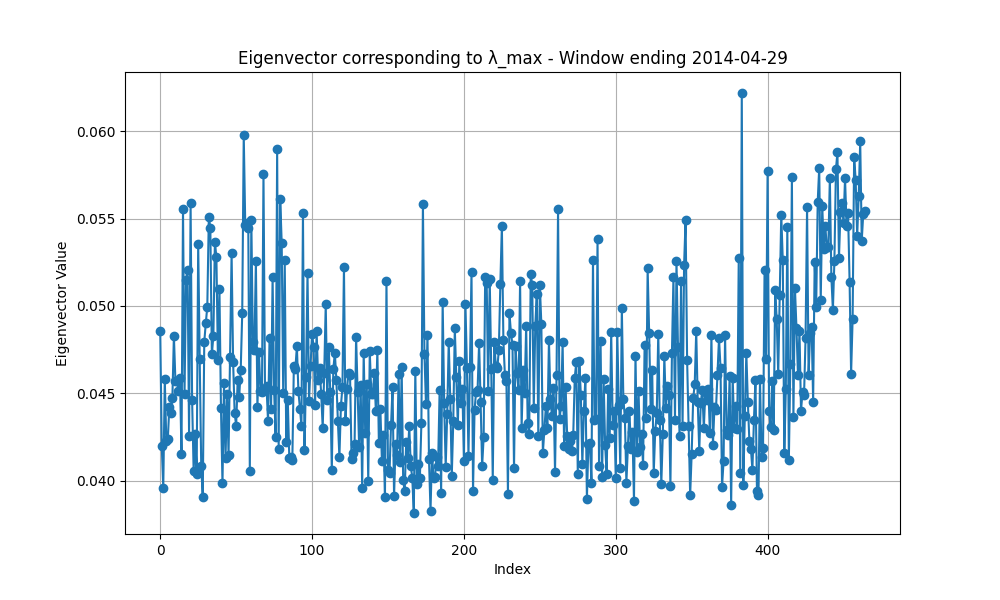 Eigenvector corresponding to λ_max - Window ending 2014-04-29
Eigenvector Value
0.060
0.055
0.050
0.045
0.040
0 100 200 300 400
Index